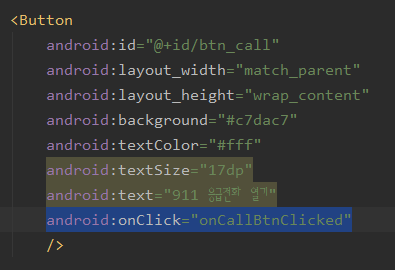 <Button
android:id="@+id/btn_call"
android:layout_width="match_parent"
android:layout_height="wrap_content"
android:background="#c7dac7"
android:textColor="#fff"
android:textSize="17dp"
android:text="911 응급전화 열기"
android:onClick="onCallBtnClicked"
/>